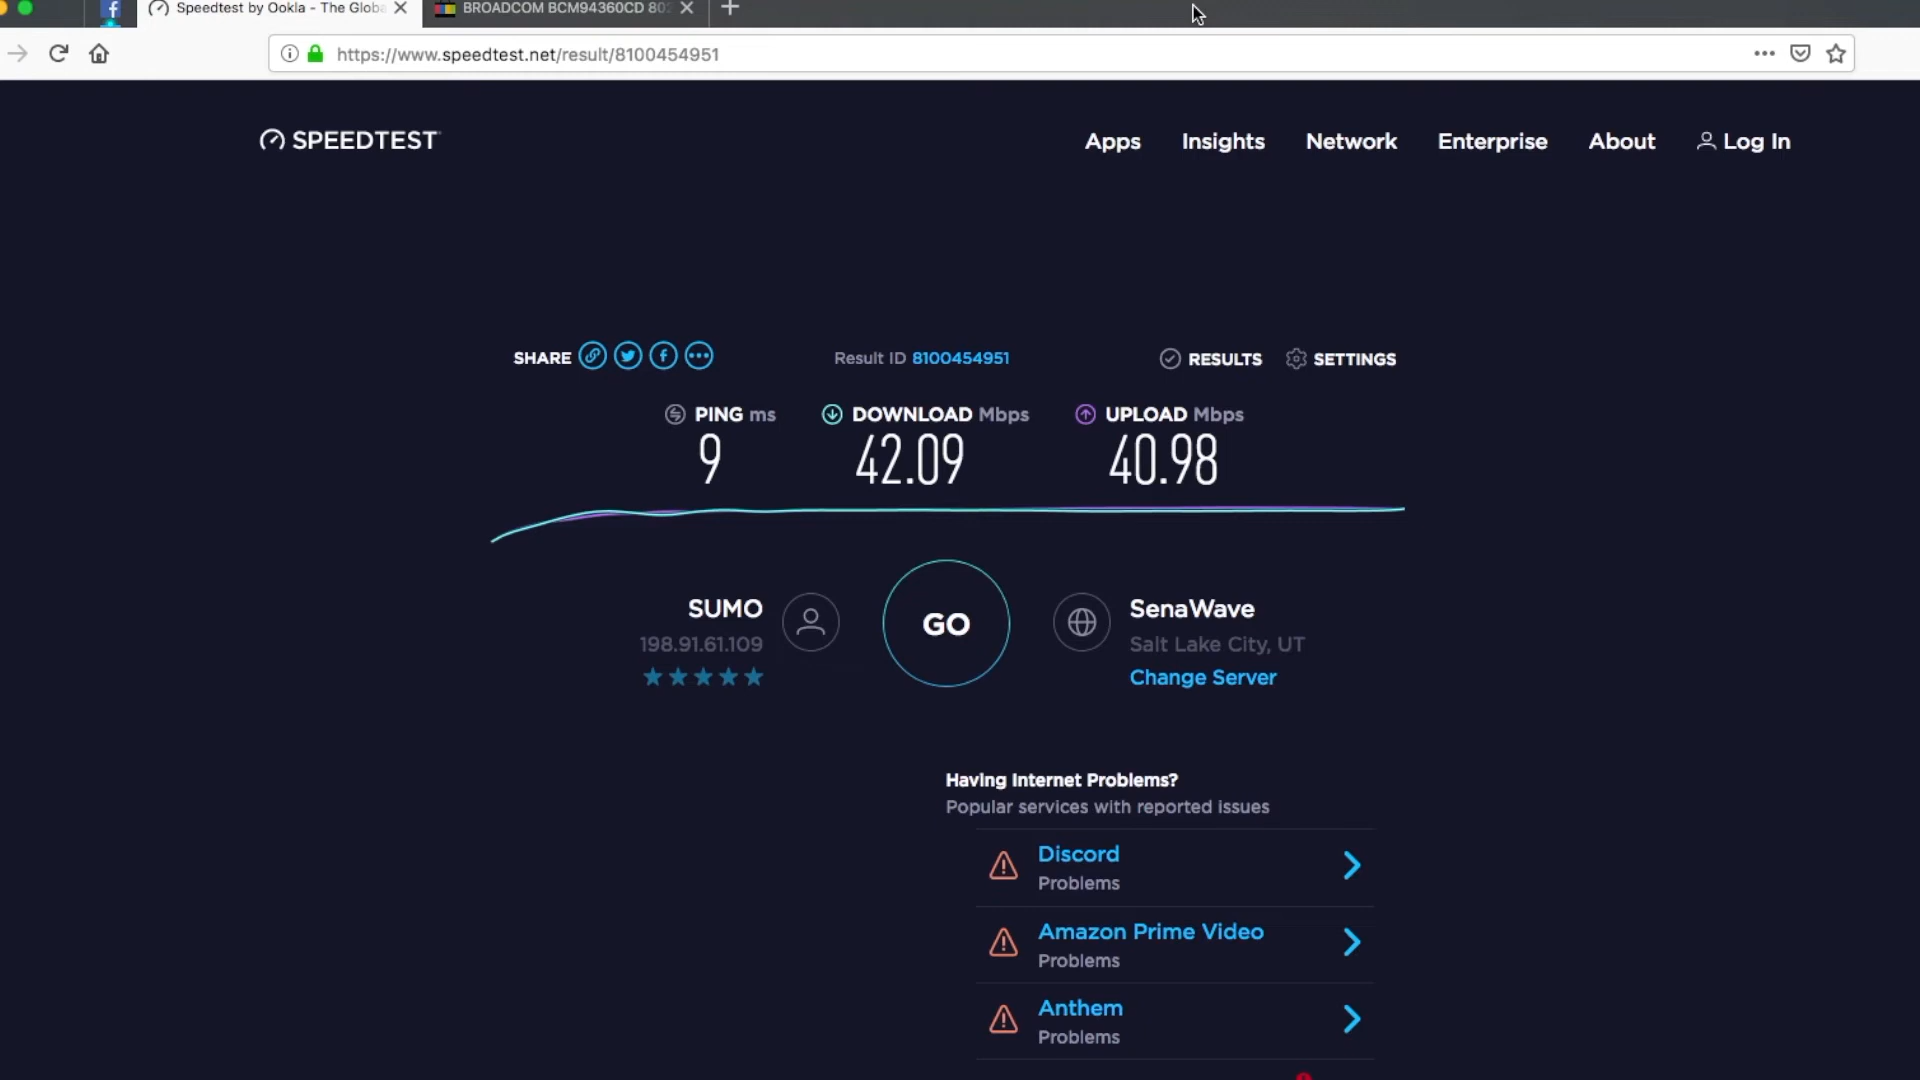 Speedtest by Ookla - The Globa
BROADCOM BCM94360CD 802
https://www.speedtest.net/result/8100454951
SPEEDTEST
Apps
Insights
Network
Enterprise
About
Log In
SHARE
Result ID 8100454951
RESULTS
SETTINGS
PING ms
DOWNLOAD Mbps
UPLOAD Mbps
9
42.09
40.98
SUMO
198.91.61.109
GO
SenaWave
Salt Lake City, UT
Change Server
Having Internet Problems?
Popular services with reported issues
Discord
Problems
Amazon Prime Video
Problems
Anthem
Problems